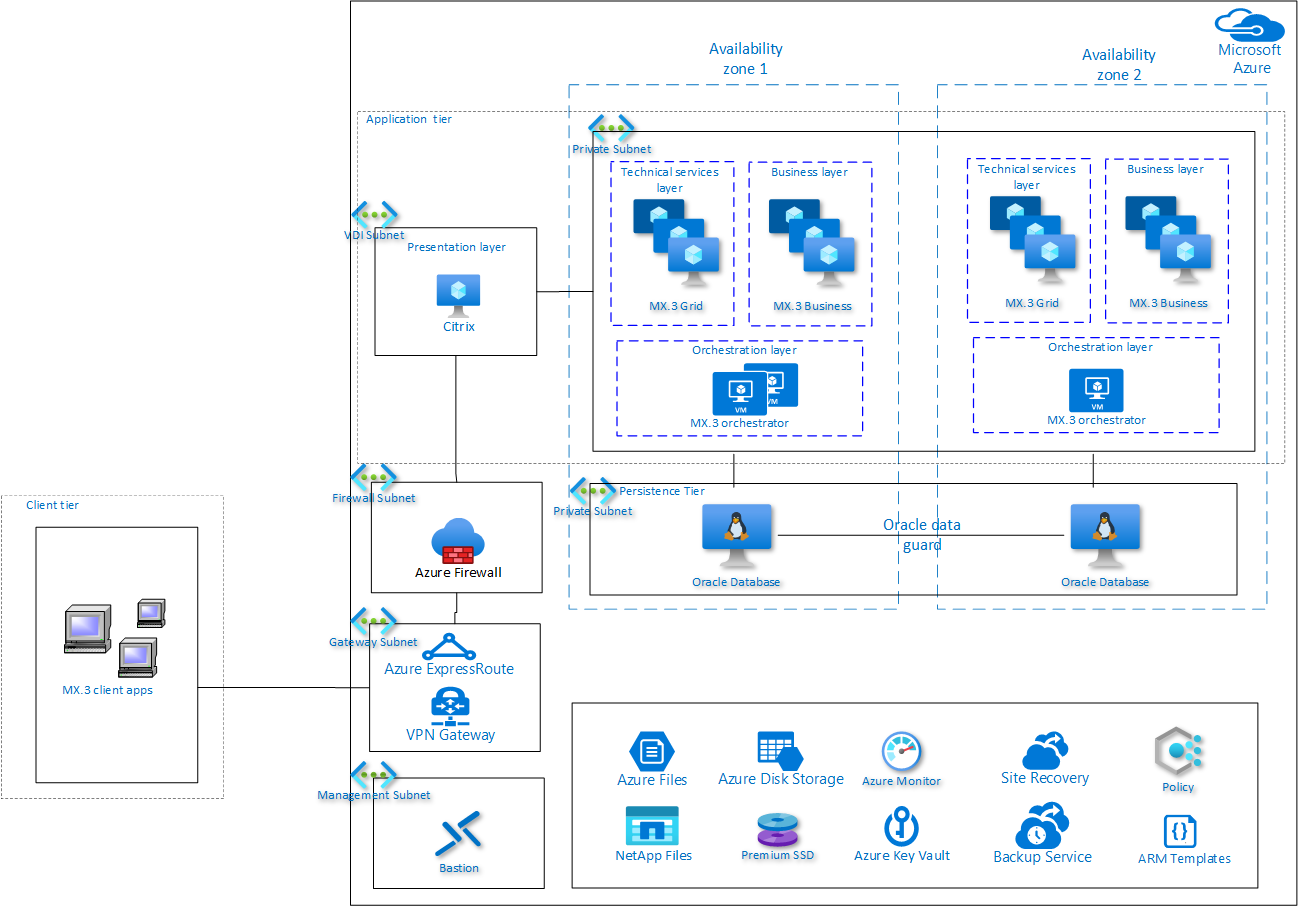 Microsoft
Azure
Availability
zone 1
Availability
zone 2
Application  tier
Private Subnet
Technical services
layer
Business layer
MX.3 Grid
MX.3 Business
Orchestration layer
VM
VM
MX.3 orchestrator
Technical services
layer
Business layer
MX.3 Grid
MX.3 Business
Orchestration layer
VM
MX.3 orchestrator
VDI Subnet
Presentation layer
Citrix
Firewall Subnet
Azure Firewall
Private Subnet
Persistence Tier
Oracle Database
Oracle data
guard
Oracle Database
Client tier
MX.3 client apps
Gateway Subnet
Azure ExpressRoute
VPN Gateway
Management Subnet
Bastion
Azure Files
Azure Disk Storage
Azure Monitor
Site Recovery
Policy
NetApp Files
Premium SSD
Azure Key Vault
Backup Service
ARM Templates